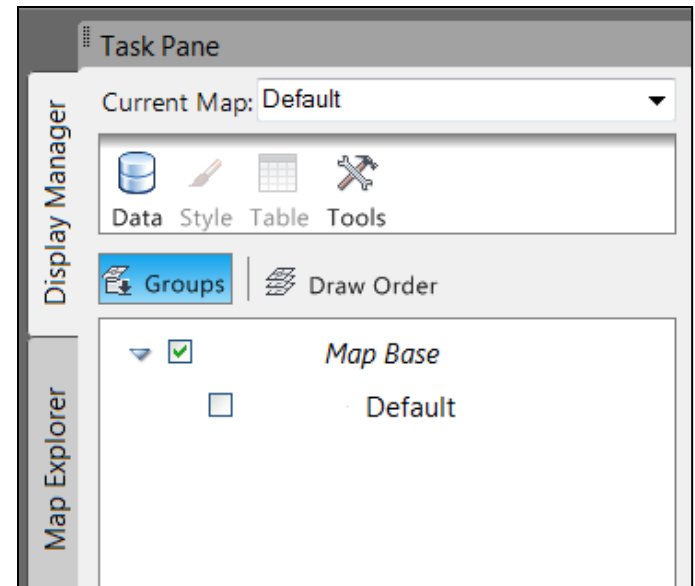 Task Pane
Display Manager
Map Explorer
Current Map: Default
Data Style Table Tools
Groups Draw Order
Map Base
Default